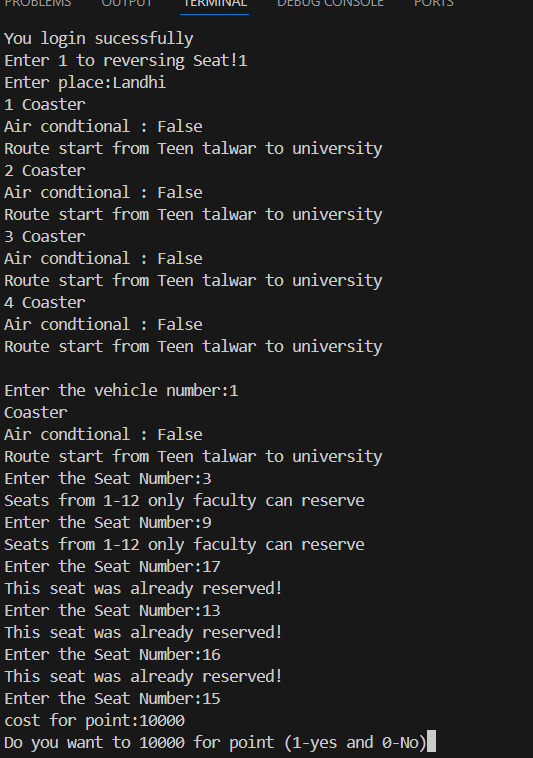 PROBLEMS OUTPUT TERMINAL DEBUG CONSOLE PORTS
You login sucessfully
Enter 1 to reversing Seat!1
Enter place:Landhi
1 Coaster
Air condtional : False
Route start from Teen talwar to university
2 Coaster
Air condtional : False
Route start from Teen talwar to university
3 Coaster
Air condtional : False
Route start from Teen talwar to university
4 Coaster
Air condtional : False
Route start from Teen talwar to university
Enter the vehicle number:1
Coaster
Air condtional : False
Route start from Teen talwar to university
Enter the Seat Number:3
Seats from 1-12 only faculty can reserve
Enter the Seat Number:9
Seats from 1-12 only faculty can reserve
Enter the Seat Number:17
This seat was already reserved!
Enter the Seat Number:13
This seat was already reserved!
Enter the Seat Number:16
This seat was already reserved!
Enter the Seat Number:15
cost for point:10000
Do you want to 10000 for point (1-yes and 0-No)